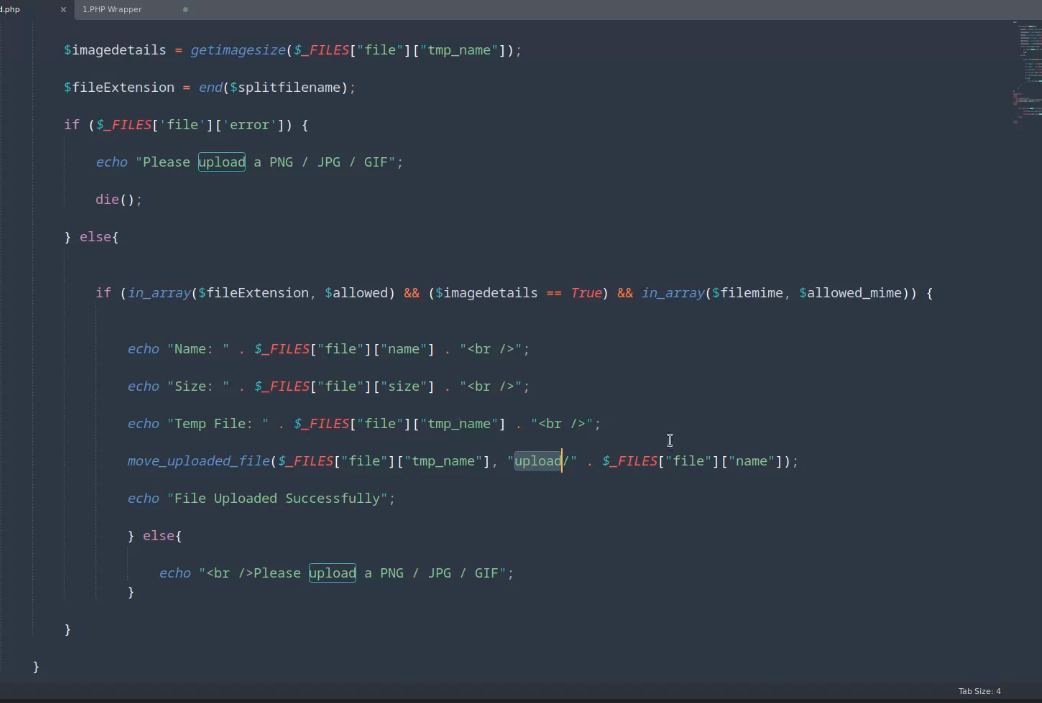 d.php
1.PHP Wrapper
$imagedetails = getimagesize($_FILES["file"]["tmp_name"]);
$fileExtension = end($splitfilename);
if ($_FILES['file']['error']) {
echo "Please upload a PNG / JPG / GIF";
die();
} else{
if (in_array($fileExtension, $allowed) && ($imagedetails == True) && in_array($filemime, $allowed_mime)) {
echo "Name: " . $_FILES["file"]["name"] . "<br />";
echo "Size: " . $_FILES["file"]["size"] . "<br />";
echo "Temp File: " . $_FILES["file"]["tmp_name"] . "<br />";
move_uploaded_file($_FILES["file"]["tmp_name"], "upload/" . $_FILES["file"]["name"]);
echo "File Uploaded Successfully";
} else{
echo "<br />Please upload a PNG / JPG / GIF";
}
}
}
Tab Size: 4